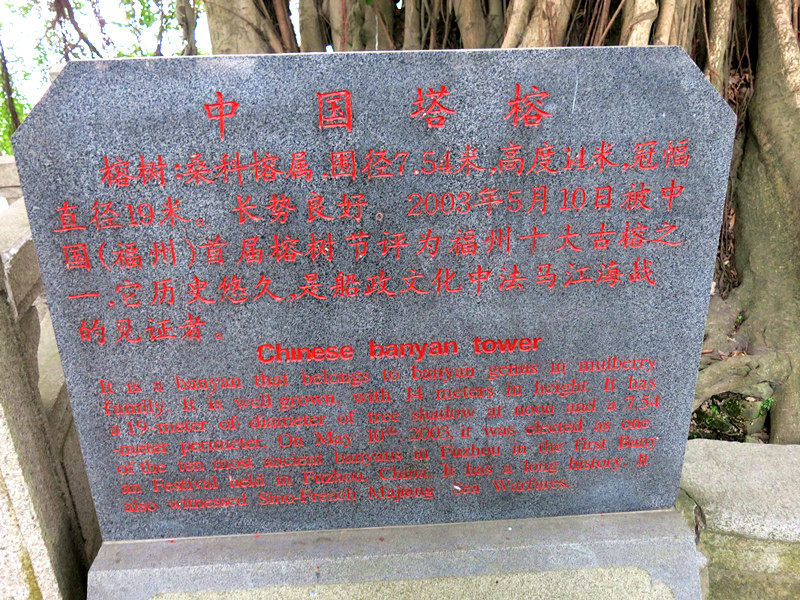 中国塔榕
榕树:桑科榕属,围径7.54米,高度14米,冠幅
直径19米。长势良好。2003年5月10日被中
国(福州)首届榕树节评为福州十大古榕之
一,它历史悠久,是船政文化中法马江海战
的见证者。
Chinese banyan tower
It is a banyan that belongs to banyan genus in mulberry
family. It is well grown, with 14 meters in height. It has
a 19-meter of diameter of tree shadow at noon and a 7.54
-meter perimeter. On May 10th, 2003, it was elected as one
of the ten most ancient banyans in Fuzhou in the first Bany
an Festival held in Fuzhou, China. It has a long history. It
also witnessed Sino-French Majiang Sea Warfares.